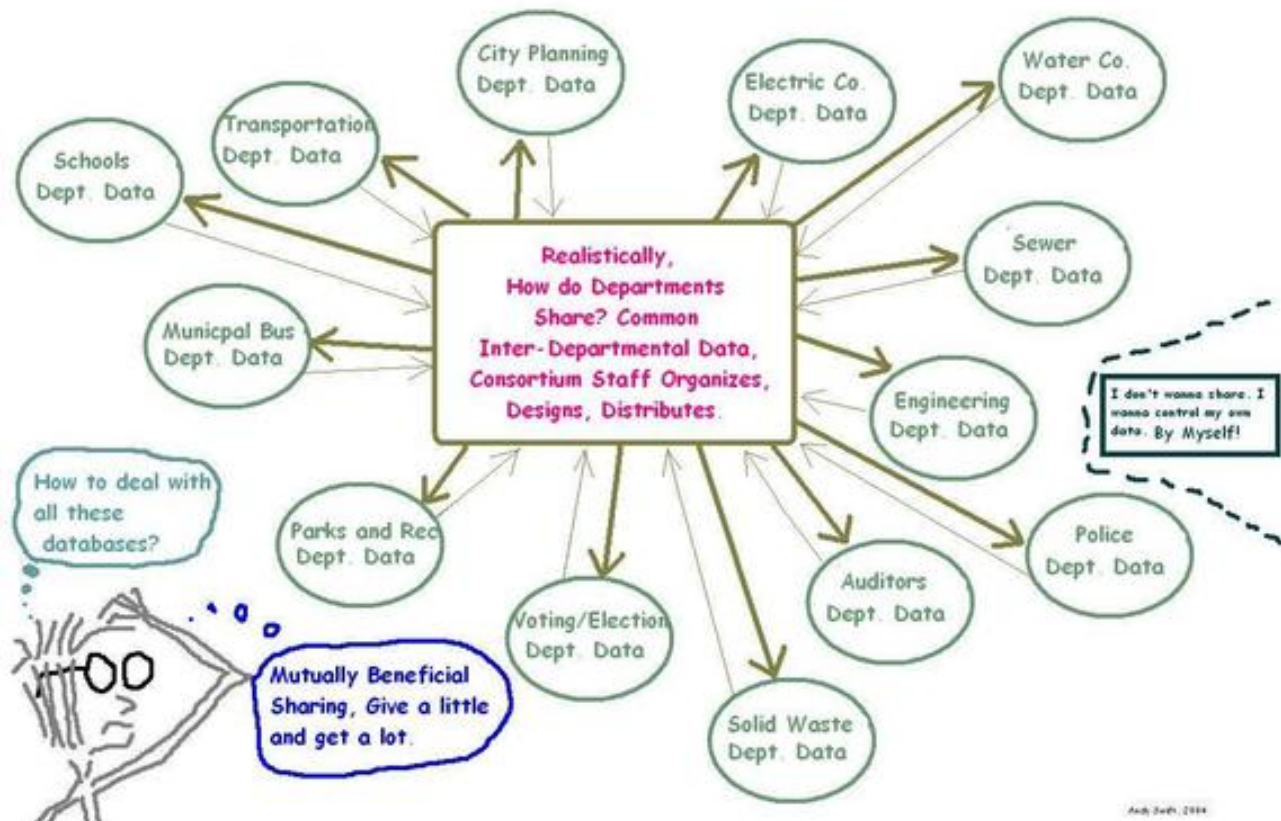 City Planning
Dept. Data
Electric Co.
Dept. Data
Water Co.
Dept. Data
Transportation
Dept. Data
Schools
Dept. Data
Sewer
Dept. Data
Realistically,
How do Departments
Share? Common
Inter-Departmental Data,
Consortium Staff Organizes,
Designs, Distributes.
Municpal Bus
Dept. Data
Engineering
Dept. Data
I don't wanna share. I
wanna control my own
data. By Myself!
How to deal with
all these
databases?
Parks and Rec
Dept. Data
Police
Dept. Data
Auditors
Dept. Data
Voting/Election
Dept. Data
Mutually Beneficial
Sharing, Give a little
and get a lot.
Solid Waste
Dept. Data
Andy